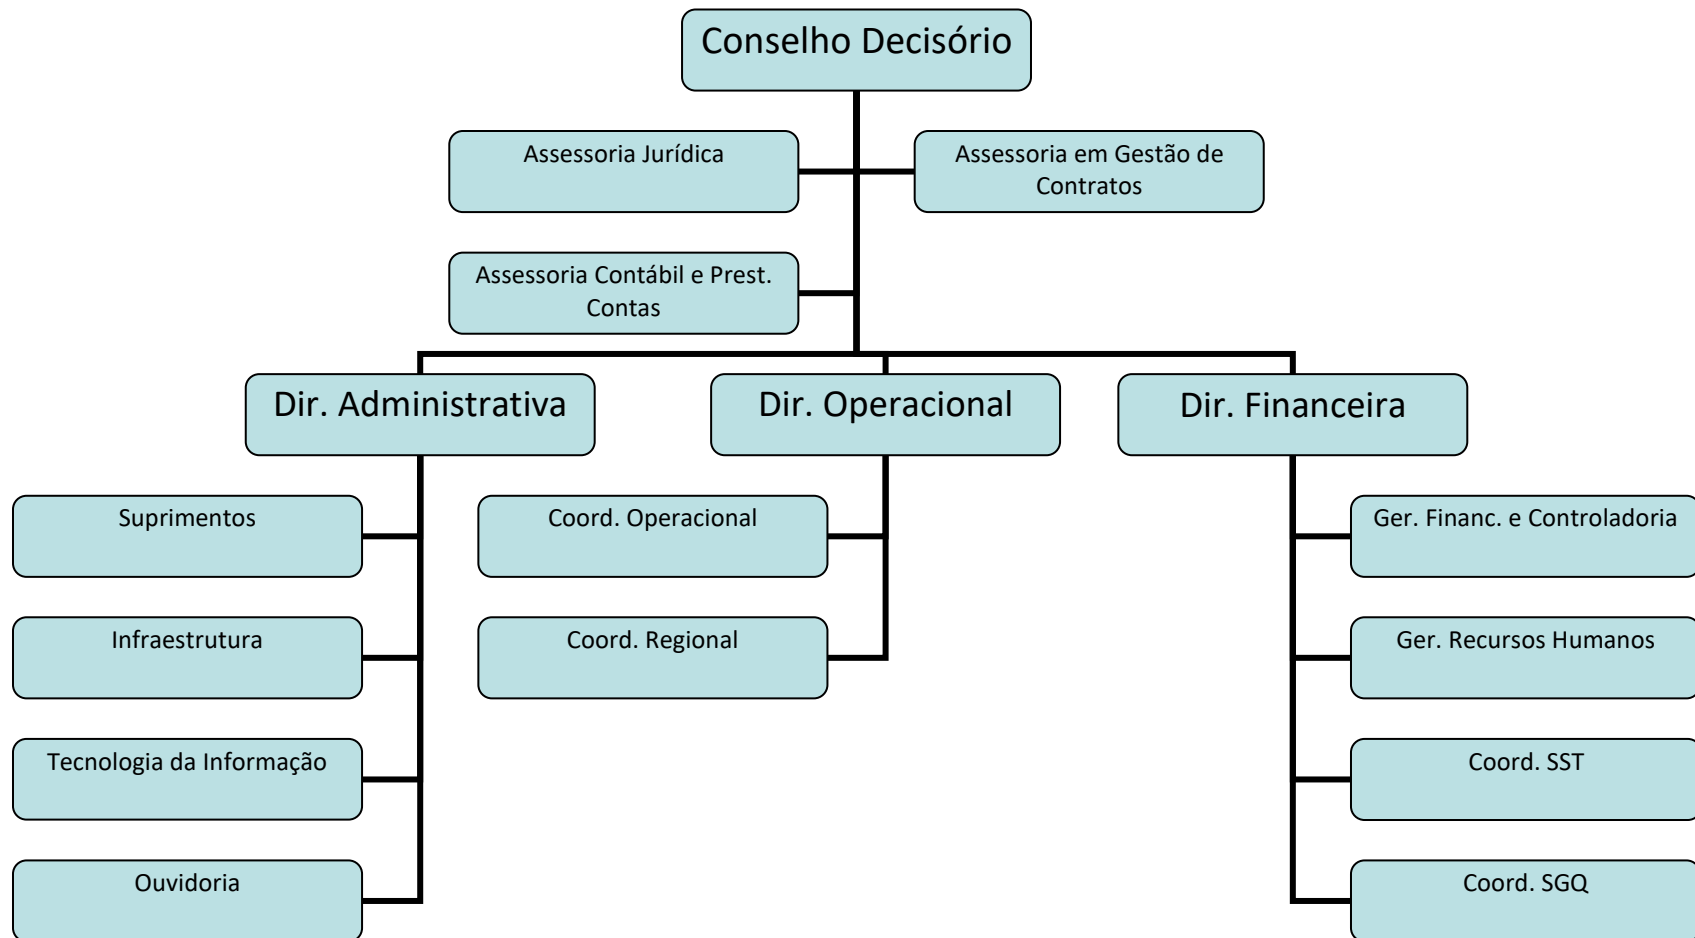 Conselho Decisório
Assessoria Jurídica
Assessoria em Gestão de
Contratos
Assessoria Contábil e Prest.
Contas
Dir. Administrativa
Dir. Operacional
Dir. Financeira
Suprimentos
Coord. Operacional
Ger. Financ. e Controladoria
Infraestrutura
Coord. Regional
Ger. Recursos Humanos
Tecnologia da Informação
Coord. SST
Ouvidoria
Coord. SGQ